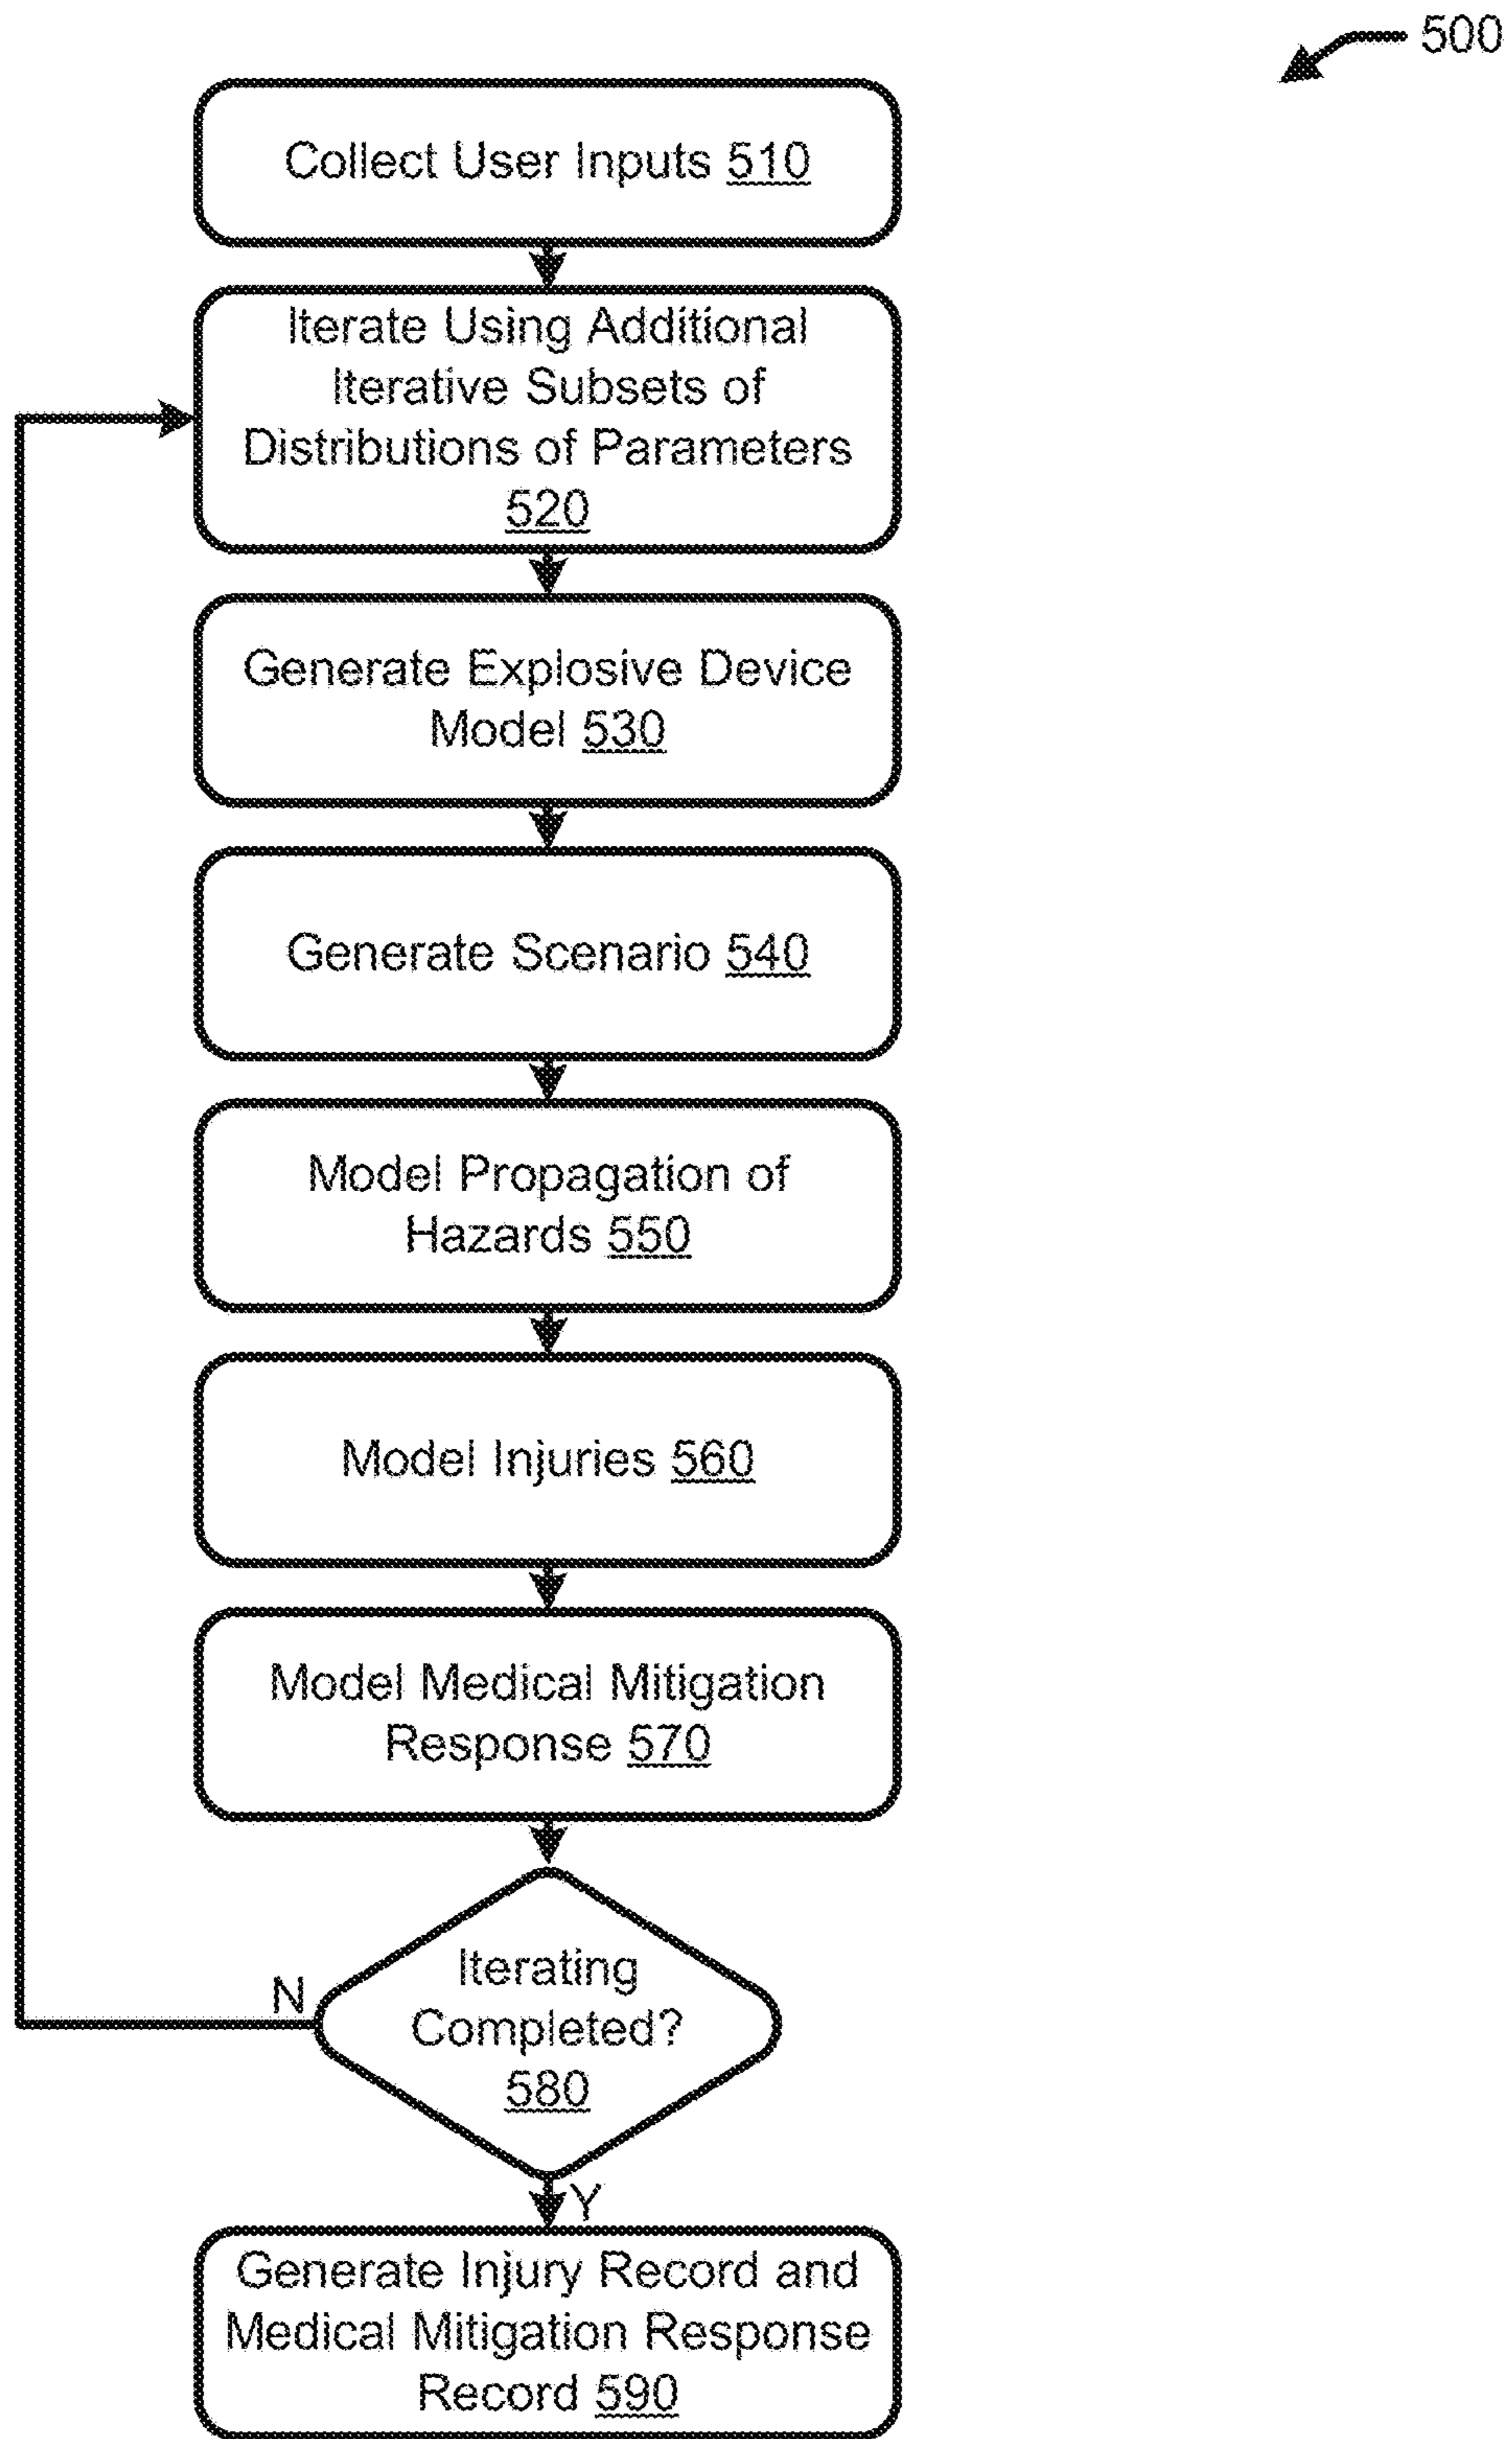 500
Collect User Inputs 510
Iterate Using Additional
Iterative Subsets of
Distributions of Parameters
520
Generate Explosive Device
Model 530
Generate Scenario 540
Model Propagation of
Hazards 550
Model Injuries 560
Model Medical Mitigation
Response 570
Iterating
Completed?
580
N
Y
Generate Injury Record and
Medical Mitigation Response
Record 590